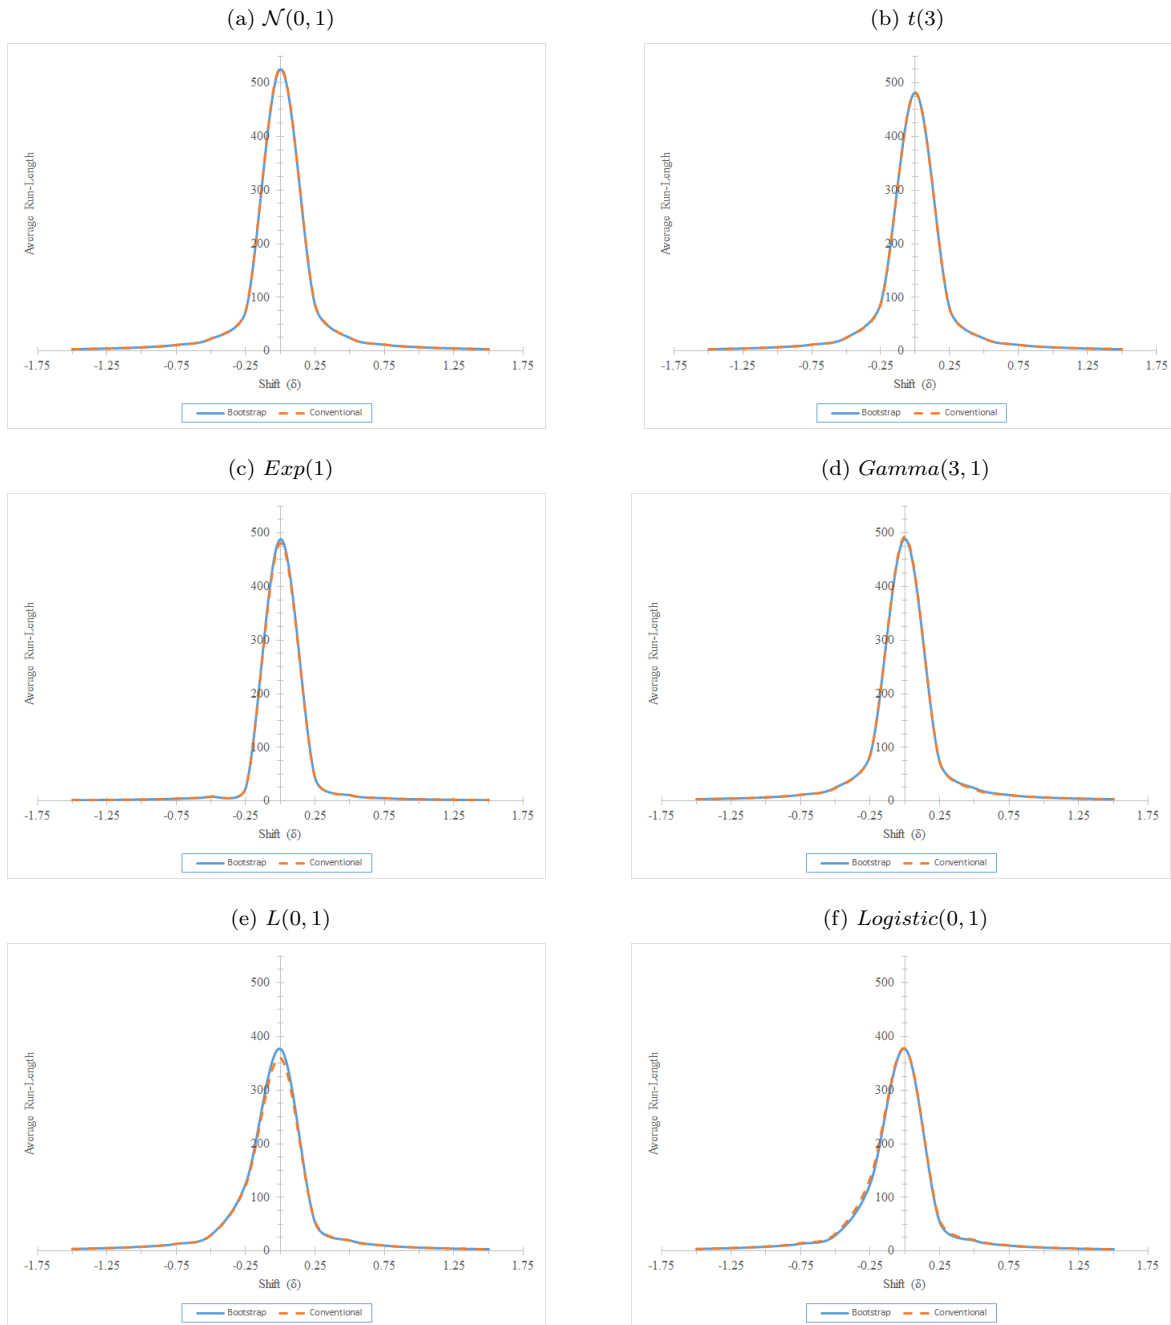 (a) N(0, 1)
500
400
300
200
100
0
-1.75 -1.25 -0.75 -0.25 0.25 0.75 1.25 1.75
Average Run-Length
Shift (δ)
Bootstrap Conventional
(b) t(3)
500
400
300
200
100
0
-1.75 -1.25 -0.75 -0.25 0.25 0.75 1.25 1.75
Average Run-Length
Shift (δ)
Bootstrap Conventional
(c) Exp(1)
500
400
300
200
100
0
-1.75 -1.25 -0.75 -0.25 0.25 0.75 1.25 1.75
Average Run-Length
Shift (δ)
Bootstrap Conventional
(d) Gamma(3, 1)
500
400
300
200
100
0
-1.75 -1.25 -0.75 -0.25 0.25 0.75 1.25 1.75
Average Run-Length
Shift (δ)
Bootstrap Conventional
(e) L(0, 1)
500
400
300
200
100
0
-1.75 -1.25 -0.75 -0.25 0.25 0.75 1.25 1.75
Average Run-Length
Shift (δ)
Bootstrap Conventional
(f) Logistic(0, 1)
500
400
300
200
100
0
-1.75 -1.25 -0.75 -0.25 0.25 0.75 1.25 1.75
Average Run-Length
Shift (δ)
Bootstrap Conventional